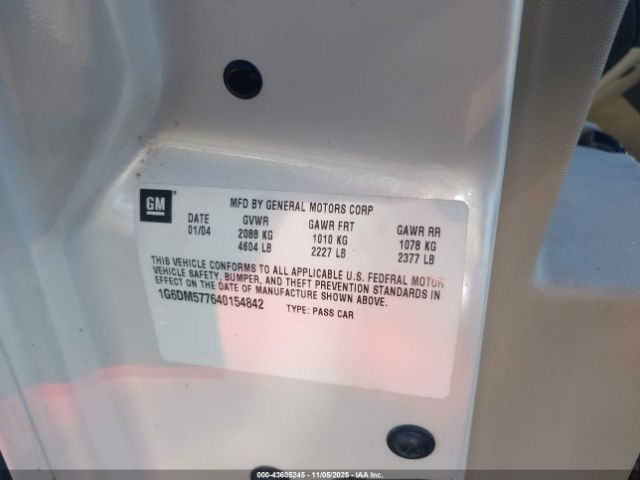 GM
MFD BY GENERAL MOTORS CORP
DATE GVWR GAWR FRT GAWR RR
01/04 2088 KG 1010 KG 1078 KG
4604 LB 2227 LB 2377 LB
THIS VEHICLE CONFORMS TO ALL APPLICABLE U.S. FEDERAL MOTOR
VEHICLE SAFETY, BUMPER, AND THEFT PREVENTION STANDARDS IN
EFFECT ON THE DATE OF MANUFACTURE SHOWN ABOVE.
1G6DM577640154842 TYPE: PASS CAR
000-43605245 - 11/05/2025 - IAA Inc.